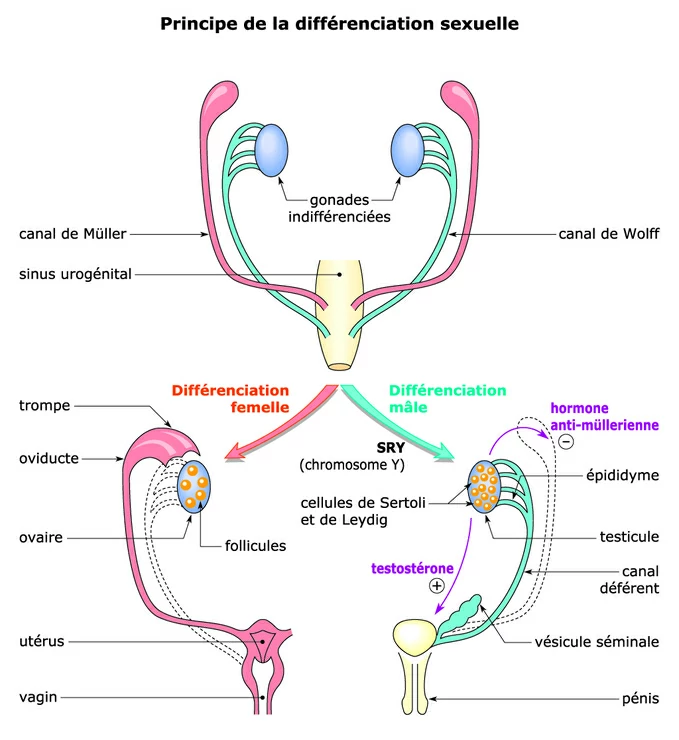 Principe de la différenciation sexuelle
gonades
indifférenciées
canal de Müller
canal de Wolff
sinus urogénital
Différenciation
femelle
Différenciation
mâle
trompe
hormone
anti-müllerienne
SRY
(chromosome Y)
oviducte
épididyme
cellules de Sertoli
et de Leydig
ovaire
follicules
testicule
testostérone
canal
déférent
utérus
vésicule séminale
vagin
pénis